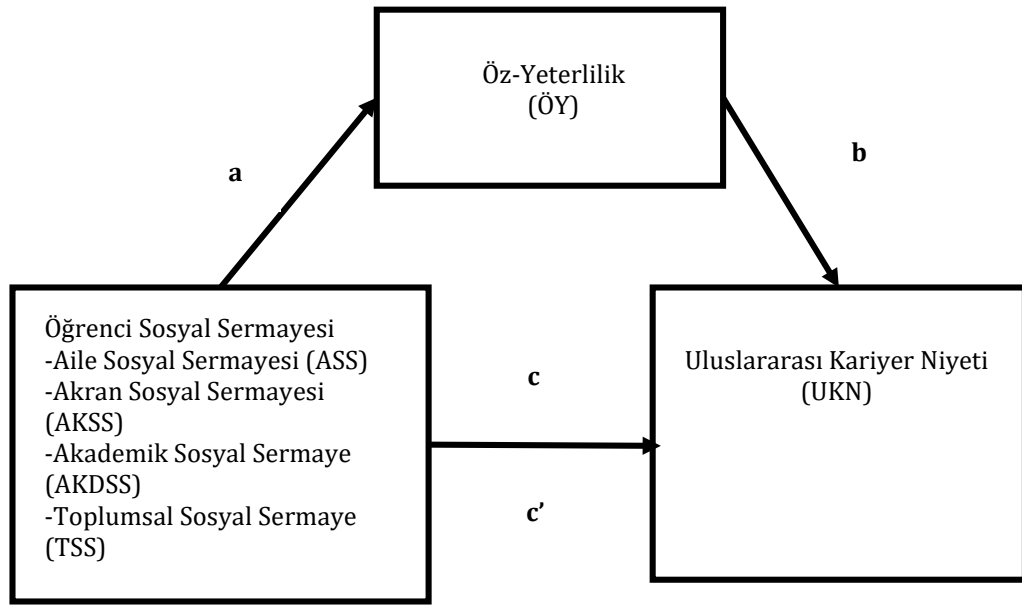 Öz-Yeterlilik
(ÖY)
a
b
Öğrenci Sosyal Sermayesi
-Aile Sosyal Sermayesi (ASS)
-Akran Sosyal Sermayesi
(AKSS)
-Akademik Sosyal Sermaye
(AKDSS)
-Toplumsal Sosyal Sermaye
(TSS)
c
c’
Uluslararası Kariyer Niyeti
(UKN)